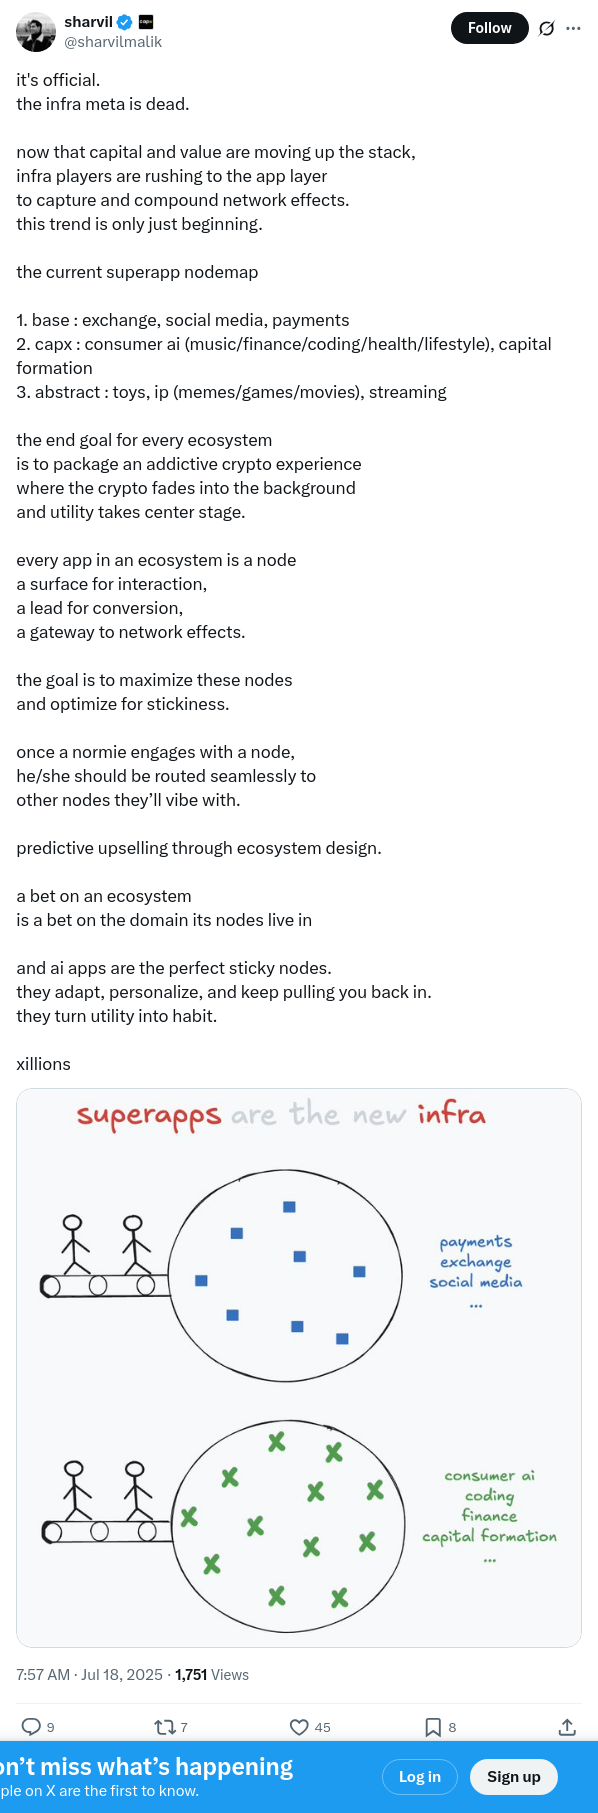 sharvil
@sharvilmalik
Follow
it's official.
the infra meta is dead.
now that capital and value are moving up the stack,
infra players are rushing to the app layer
to capture and compound network effects.
this trend is only just beginning.
the current superapp nodemap
1. base : exchange, social media, payments
2. capx : consumer ai (music/finance/coding/health/lifestyle), capital
formation
3. abstract : toys, ip (memes/games/movies), streaming
the end goal for every ecosystem
is to package an addictive crypto experience
where the crypto fades into the background
and utility takes center stage.
every app in an ecosystem is a node
a surface for interaction,
a lead for conversion,
a gateway to network effects.
the goal is to maximize these nodes
and optimize for stickiness.
once a normie engages with a node,
he/she should be routed seamlessly to
other nodes they’ll vibe with.
predictive upselling through ecosystem design.
a bet on an ecosystem
is a bet on the domain its nodes live in
and ai apps are the perfect sticky nodes.
they adapt, personalize, and keep pulling you back in.
they turn utility into habit.
xillions
superapps are the new infra
payments
exchange
social media
...
consumer ai
coding
finance
capital formation
...
7:57 AM · Jul 18, 2025 · 1,751 Views
9 7 45 8
on’t miss what’s happening
ple on X are the first to know.
Log in
Sign up